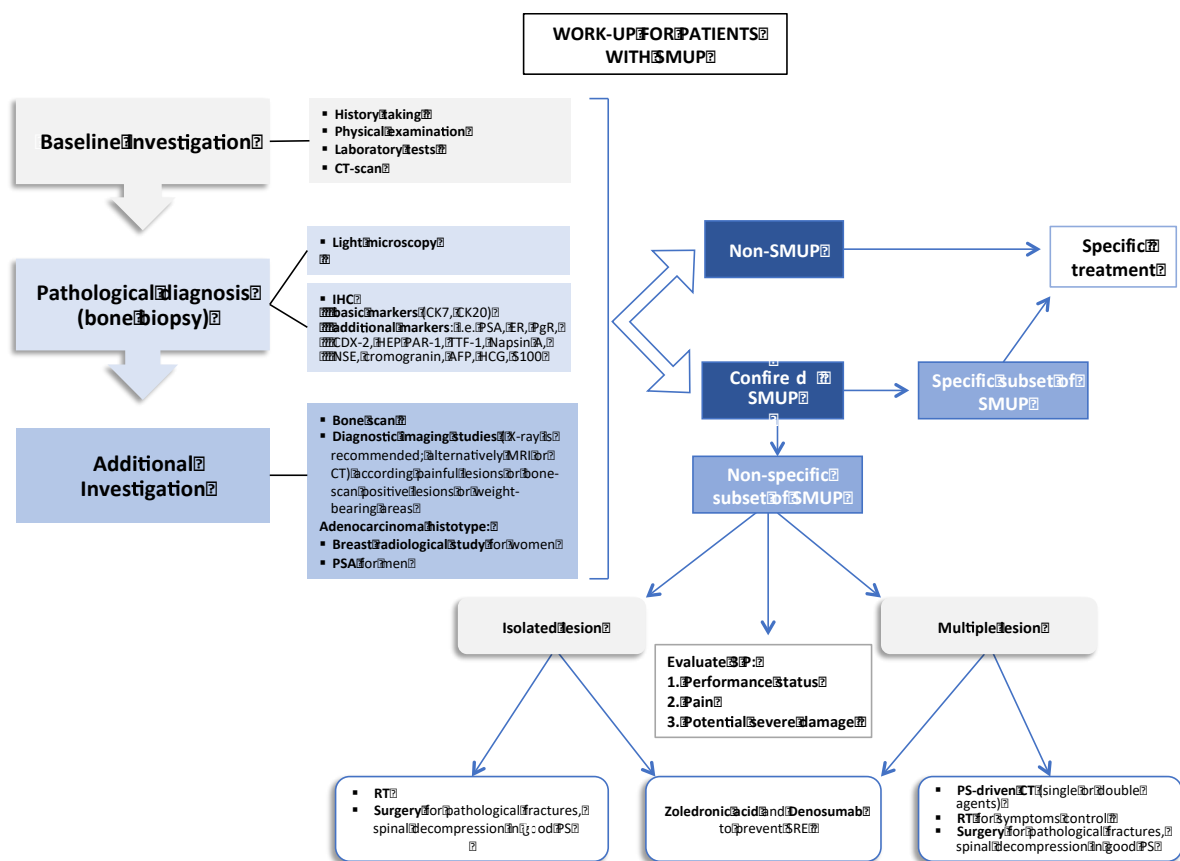 WORK-UP FOR PATIENTS
WITH SMUP
Baseline Investigation
▪ History taking
▪ Physical examination
▪ Laboratory tests
▪ CT-scan
Pathological diagnosis
(bone biopsy)
▪ Light microscopy
▪ IHC
basic markers (CK7, CK20)
additional markers: i.e. PSA, ER, PgR,
CDX-2, HEP PAR-1, TTF-1, Napsin A,
NSE, cromogranin, AFP, HCG, S100
Additional
Investigation
▪ Bone scan
▪ Diagnostic imaging studies (X-ray is
recommended; alternatively MRI or
CT) according painful lesions or bone-
scan positive lesions or weight-
bearing areas
Adenocarcinoma histotype:
▪ Breast radiological study for women
▪ PSA for men
Non-SMUP
Specific
treatment
Confire d
SMUP
Specific subset of
SMUP
Non-specific
subset of SMUP
Isolated lesion
Multiple lesion
Evaluate 3 P:
1. Performance status
2. Pain
3. Potential severe damage
▪ RT
▪ Surgery for pathological fractures,
spinal decompression in good PS
Zoledronic acid and Denosumab
to prevent SRE
▪ PS-driven CT (single or double
agents)
▪ RT for symptoms control
▪ Surgery for pathological fractures,
spinal decompression in good PS